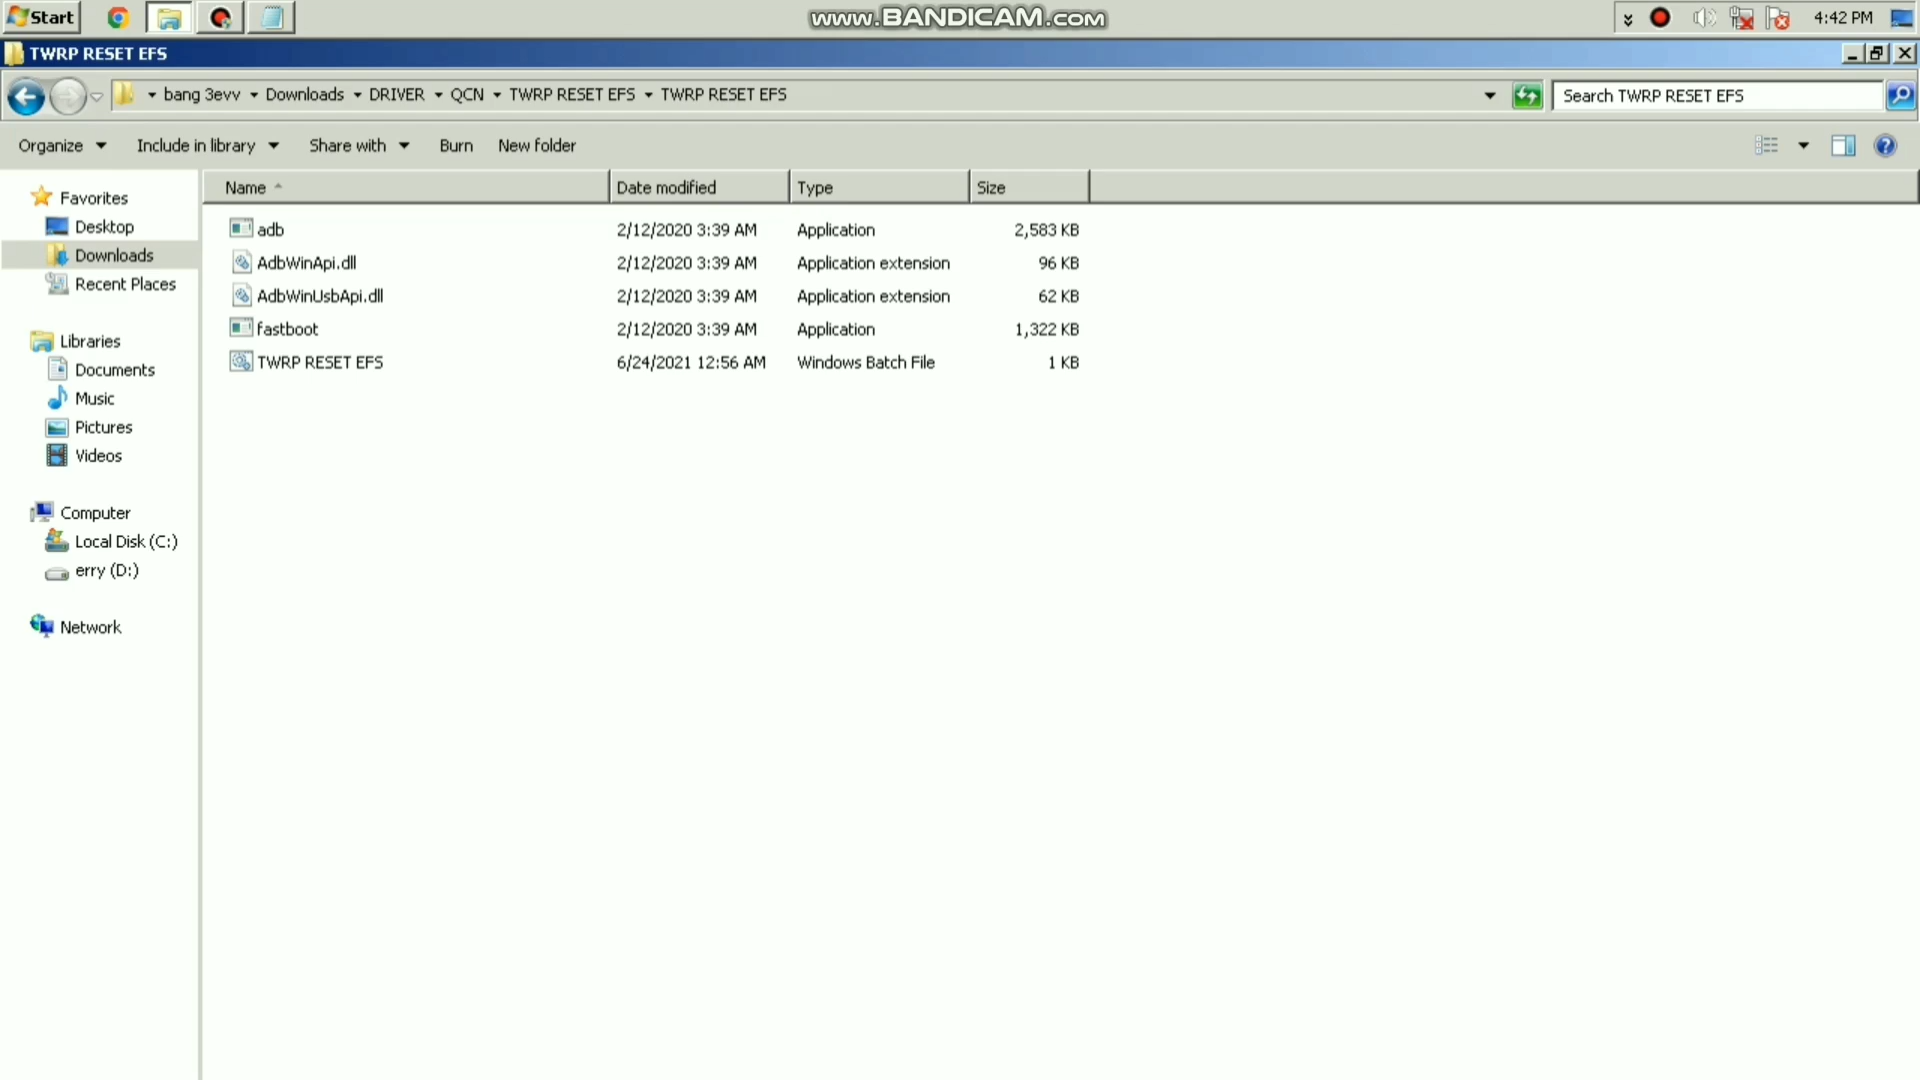 Start
www.BANDICAM.com
4:42 PM
TWRP RESET EFS
bang 3evv Downloads DRIVER QCN TWRP RESET EFS TWRP RESET EFS
Search TWRP RESET EFS
Organize Include in library Share with Burn New folder
Name Date modified Type Size
Favorites
Desktop
Downloads
Recent Places
Libraries
Documents
Music
Pictures
Videos
Computer
Local Disk (C:)
erry (D:)
Network
adb 2/12/2020 3:39 AM Application 2,583 KB
AdbWinApi.dll 2/12/2020 3:39 AM Application extension 96 KB
AdbWinUsbApi.dll 2/12/2020 3:39 AM Application extension 62 KB
fastboot 2/12/2020 3:39 AM Application 1,322 KB
TWRP RESET EFS 6/24/2021 12:56 AM Windows Batch File 1 KB